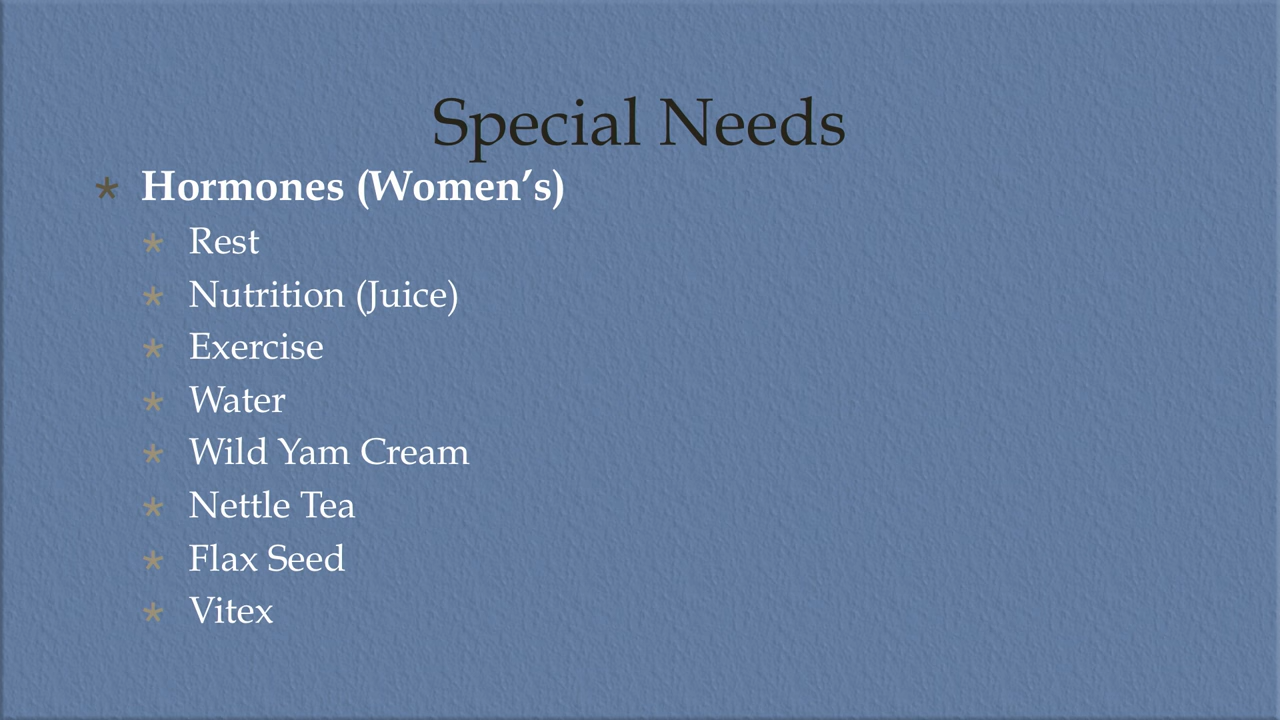 Special Needs
* Hormones (Women’s)
* Rest
* Nutrition (Juice)
* Exercise
* Water
* Wild Yam Cream
* Nettle Tea
* Flax Seed
* Vitex